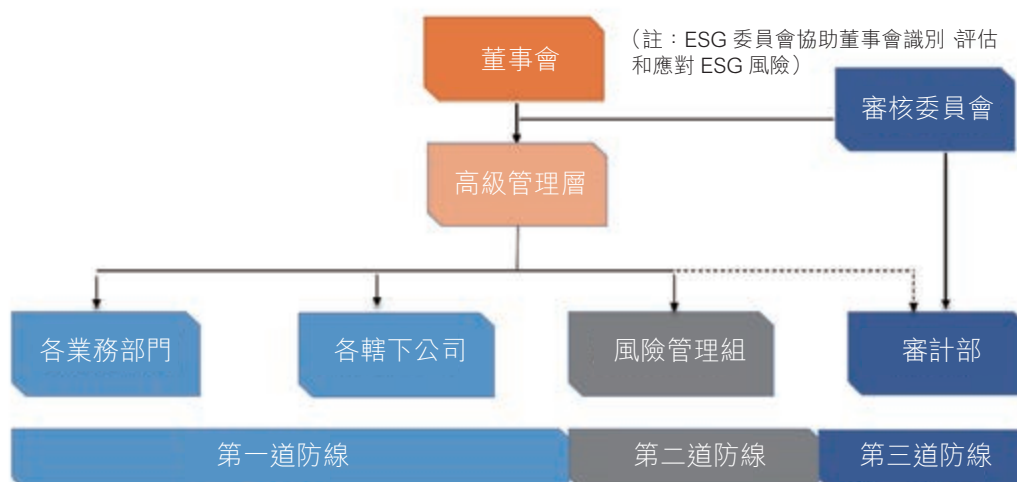 董事會
（註：ESG 委員會協助董事會識別、評估
和應對 ESG 風險）
審核委員會
高級管理層
各業務部門
各轄下公司
風險管理組
審計部
第一道防線
第二道防線
第三道防線